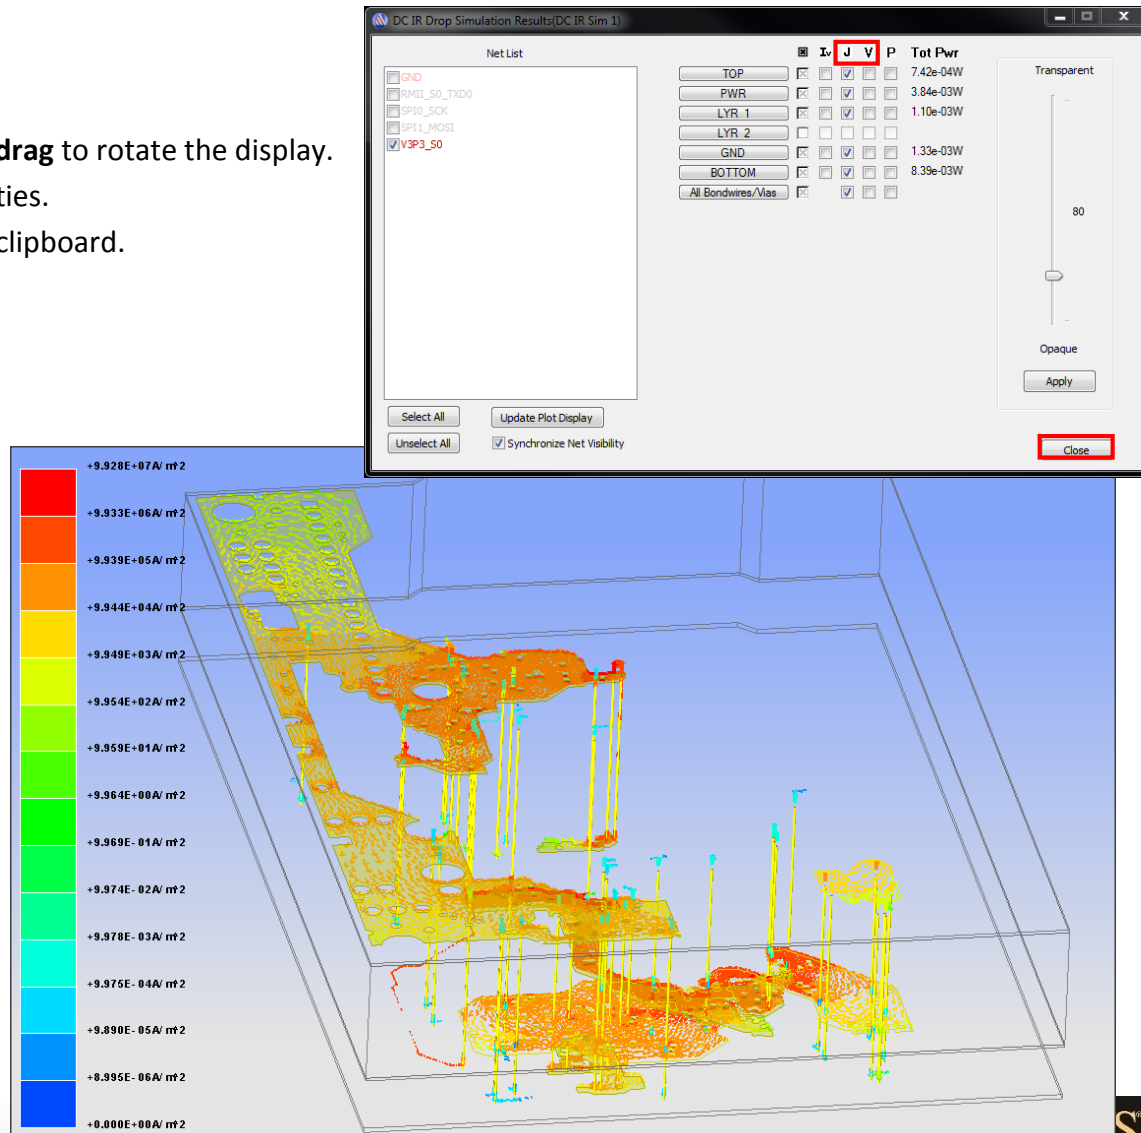 DC IR Drop Simulation Results(DC IR Sim 1)
Net List
GND
RMII_S0_TXD0
SPI0_SCK
SPI1_MOSI
V3P3_S0
Iv J V P Tot Pwr
TOP 7.42e-04W
PWR 3.84e-03W
LYR 1 1.10e-03W
LYR 2
GND 1.33e-03W
BOTTOM 8.39e-03W
All Bondwires/Vias
Transparent
80
Opaque
Apply
Select All Update Plot Display
Unselect All Synchronize Net Visibility
Close
drag to rotate the display.
ties.
clipboard.
+9.928E+07A/m^2
+9.933E+06A/m^2
+9.939E+05A/m^2
+9.944E+04A/m^2
+9.949E+03A/m^2
+9.954E+02A/m^2
+9.959E+01A/m^2
+9.964E+00A/m^2
+9.969E-01A/m^2
+9.974E-02A/m^2
+9.978E-03A/m^2
+9.975E-04A/m^2
+9.890E-05A/m^2
+8.995E-06A/m^2
+0.000E+00A/m^2
S